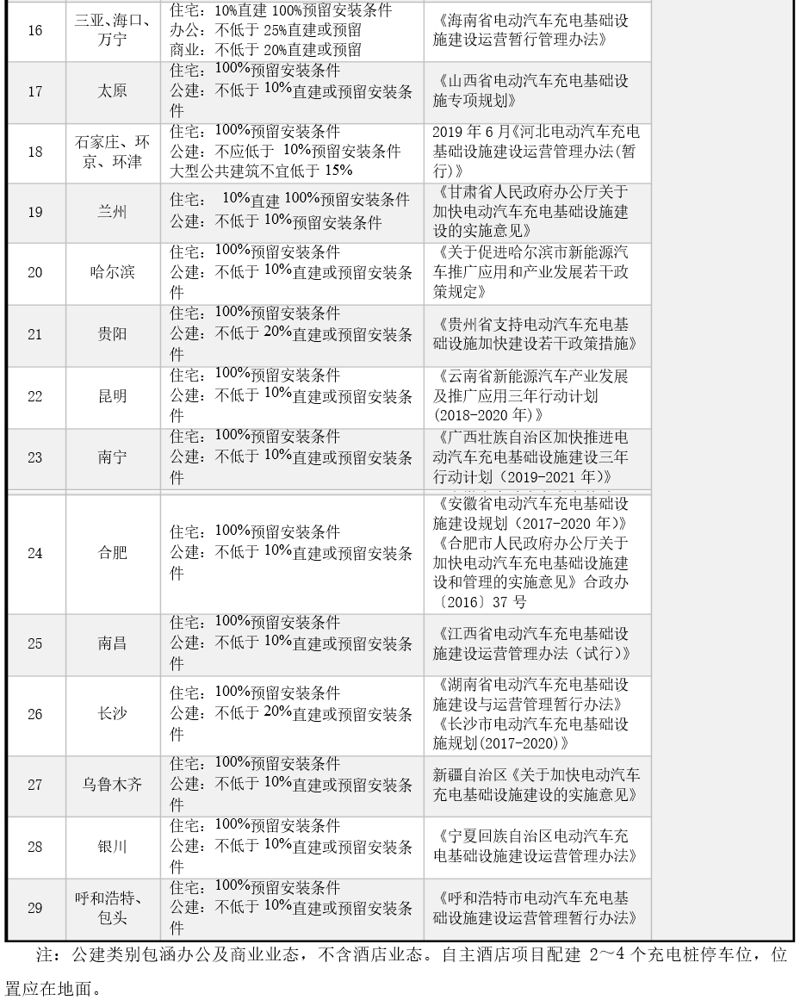 16
三亚、海口、
万宁
住宅：10%直建 100%预留安装条件
办公：不低于 25%直建或预留
商业：不低于 20%直建或预留
《海南省电动汽车充电基础设
施建设运营暂行管理办法》
17
太原
住宅：100%预留安装条件
公建：不低于 10%直建或预留安装条
件
《山西省电动汽车充电基础设
施专项规划》
18
石家庄、环
京、环津
住宅：100%预留安装条件
公建：不应低于 10%预留安装条件
大型公共建筑不宜低于 15%
2019 年 6 月《河北电动汽车充电
基础设施建设运营管理办法(暂
行)》
19
兰州
住宅： 10%直建 100%预留安装条件
公建：不低于 10%预留安装条件
《甘肃省人民政府办公厅关于
加快电动汽车充电基础设施建
设的实施意见》
20
哈尔滨
住宅：100%预留安装条件
公建：不低于 10%直建或预留安装条
件
《关于促进哈尔滨市新能源汽
车推广应用和产业发展若干政
策规定》
21
贵阳
住宅：100%预留安装条件
公建：不低于 20%直建或预留安装条
件
《贵州省支持电动汽车充电基
础设施加快建设若干政策措施》
22
昆明
住宅：100%预留安装条件
公建：不低于 10%直建或预留安装条
件
《云南省新能源汽车产业发展
及推广应用三年行动计划
(2018-2020 年)》
23
南宁
住宅：100%预留安装条件
公建：不低于 10%直建或预留安装条
件
《广西壮族自治区加快推进电
动汽车充电基础设施建设三年
行动计划（2019-2021 年)》
24
合肥
住宅：100%预留安装条件
公建：不低于 10%直建或预留安装条
件
《安徽省电动汽车充电基础设
施建设规划（2017-2020 年)》
《合肥市人民政府办公厅关于
加快电动汽车充电基础设施建
设和管理的实施意见》合政办
〔2016〕37 号
25
南昌
住宅：100%预留安装条件
公建：不低于 10%直建或预留安装条
件
《江西省电动汽车充电基础设
施建设运营管理办法（试行)》
26
长沙
住宅：100%预留安装条件
公建：不低于 20%直建或预留安装条
件
《湖南省电动汽车充电基础设
施建设与运营管理暂行办法》
《长沙市电动汽车充电基础设
施规划(2017-2020)》
27
乌鲁木齐
住宅：100%预留安装条件
公建：不低于 10%直建或预留安装条
件
新疆自治区《关于加快电动汽车
充电基础设施建设的实施意见》
28
银川
住宅：100%预留安装条件
公建：不低于 10%直建或预留安装条
件
《宁夏回族自治区电动汽车充
电基础设施建设运营管理办法》
29
呼和浩特、
包头
住宅：100%预留安装条件
公建：不低于 10%直建或预留安装条
件
《呼和浩特市电动汽车充电基
础设施建设运营管理暂行办法》
注：公建类别包涵办公及商业业态，不含酒店业态。自主酒店项目配建 2～4 个充电桩停车位，位
置应在地面。